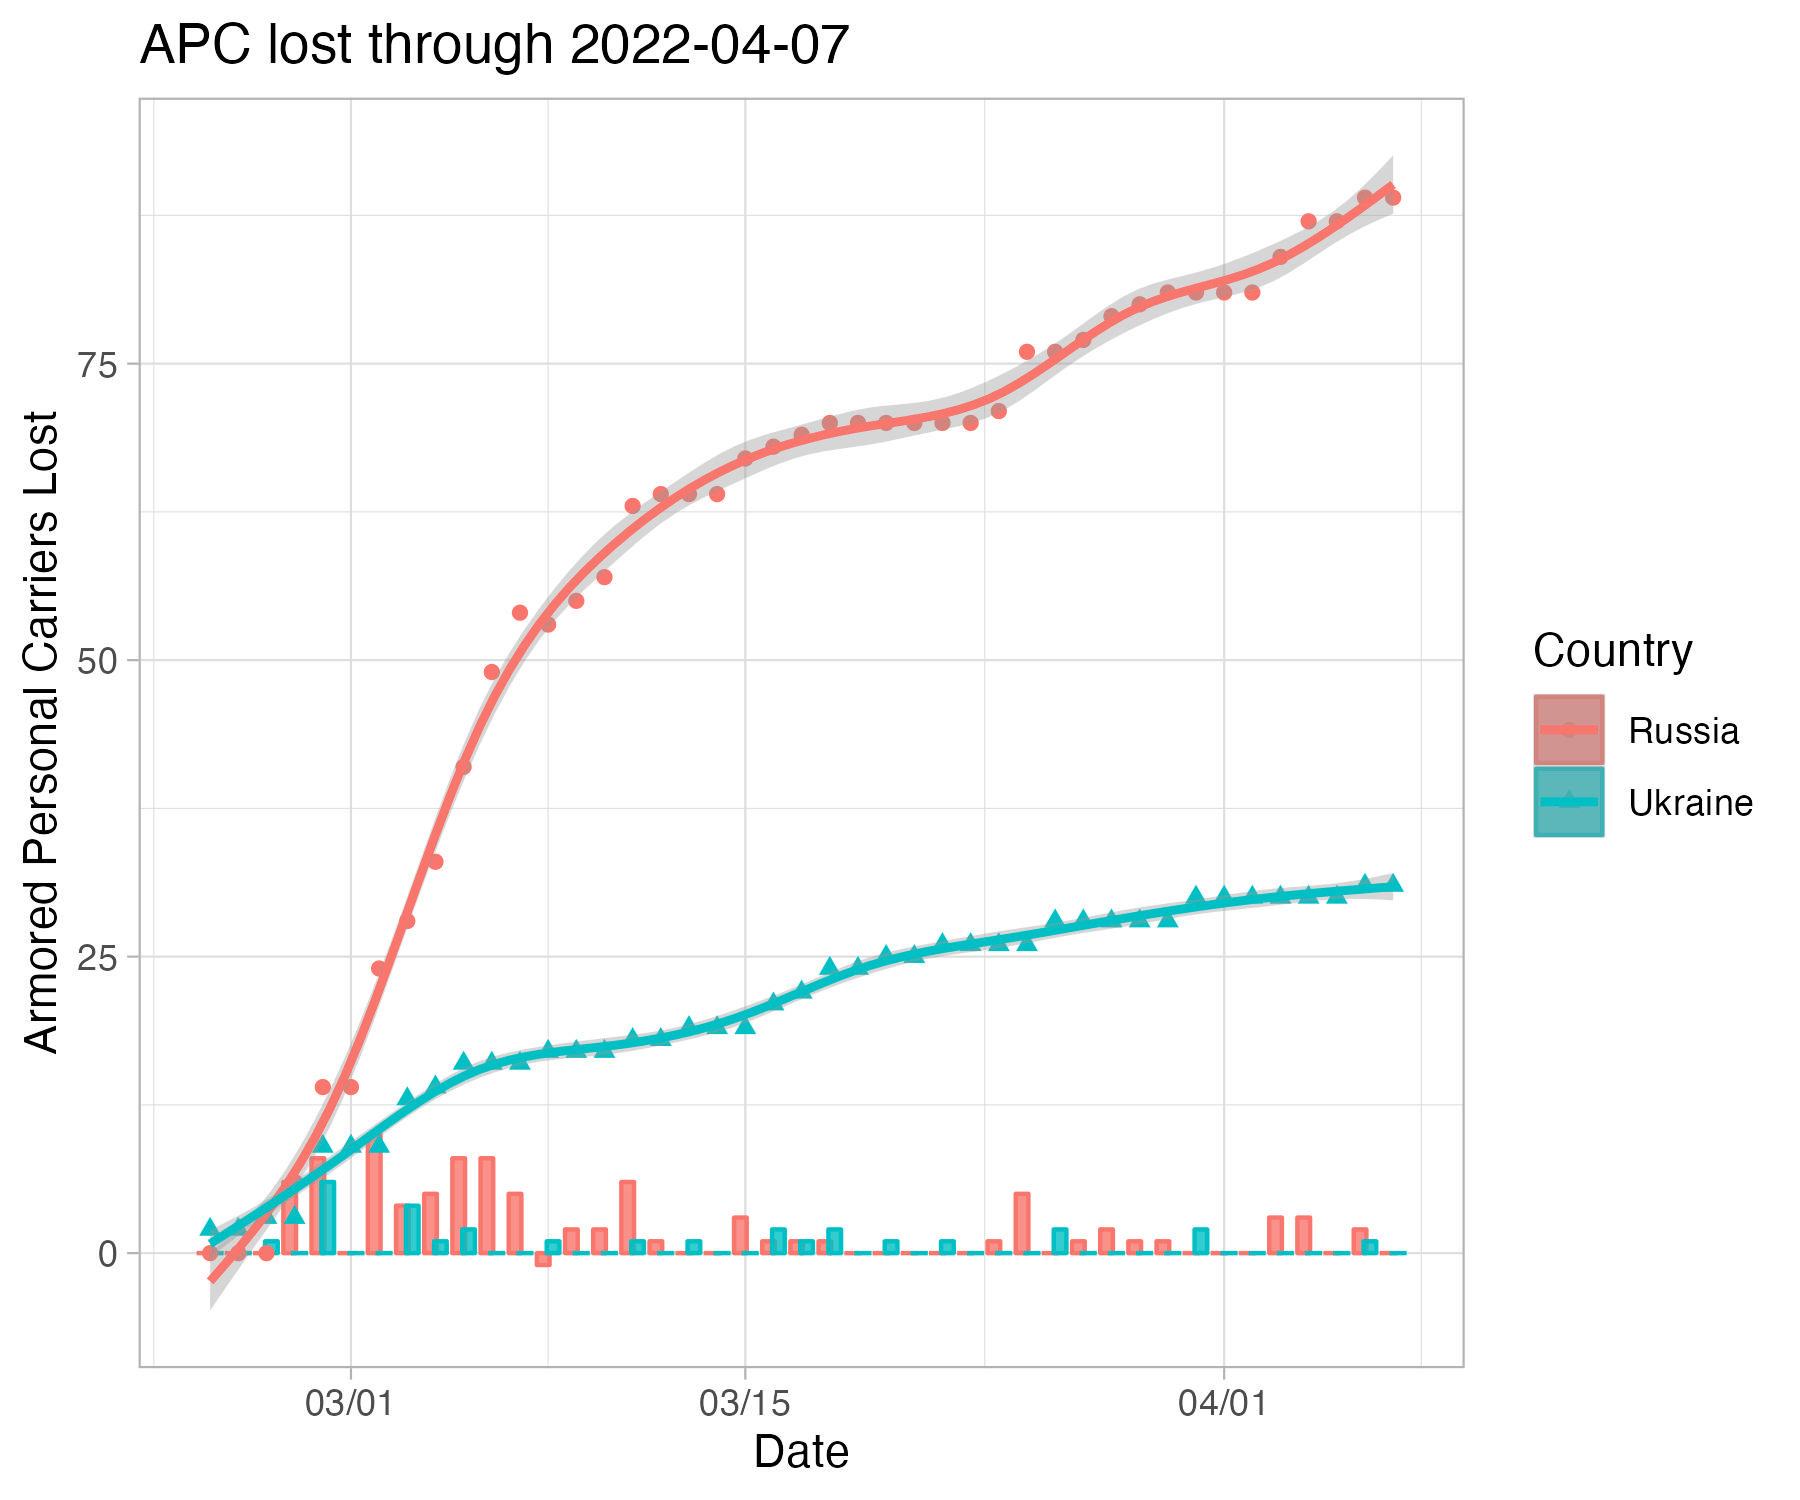 APC lost through 2022-04-07
Armored Personal Carriers Lost
75
50
25
0
03/01
03/15
04/01
Date
Country
Russia
Ukraine